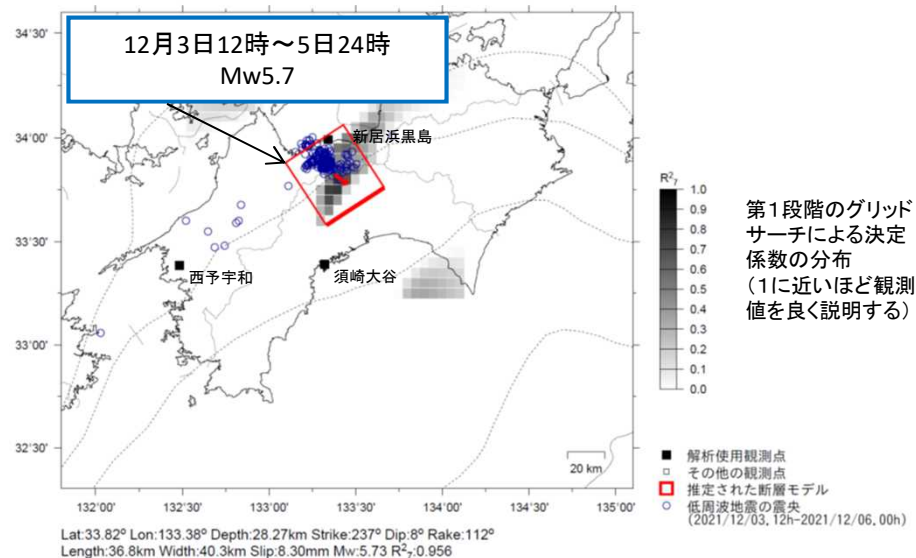 12月3日12時～5日24時
Mw5.7
34˚30'
34˚00'
33˚30'
33˚00'
32˚30'
新居浜黒島
西予宇和
須崎大谷
20 km
132˚00'
132˚30'
133˚00'
133˚30'
134˚00'
134˚30'
135˚00'
R²₇
1.0
0.9
0.8
0.7
0.6
0.5
0.4
0.3
0.2
0.1
0.0
第1段階のグリッド
サーチによる決定
係数の分布
(1に近いほど観測
値を良く説明する)
解析使用観測点
その他の観測点
推定された断層モデル
低周波地震の震央
(2021/12/03.12h-2021/12/06.00h)
Lat:33.82º Lon:133.38º Depth:28.27km Strike:237º Dip:8º Rake:112º
Length:36.8km Width:40.3km Slip:8.30mm Mw:5.73 R²₇:0.956